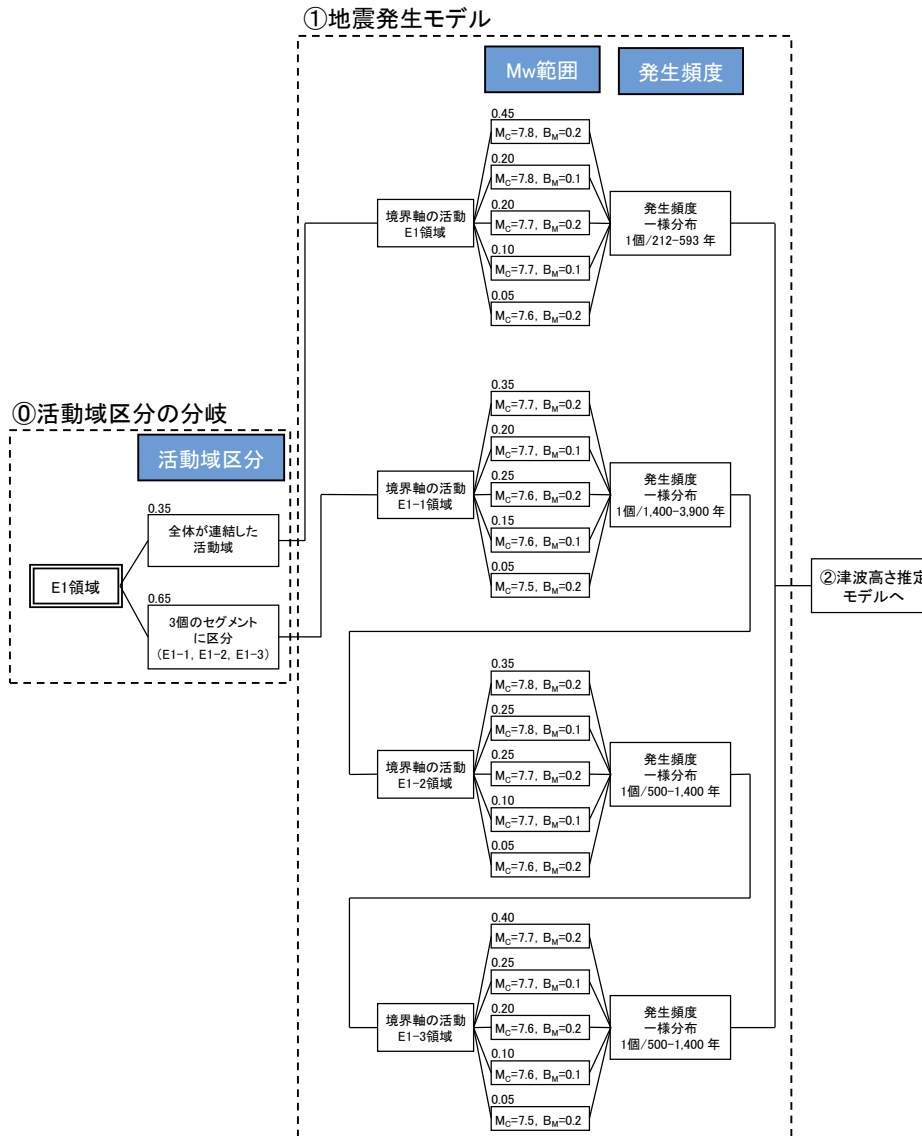 ①地震発生モデル
Mw範囲
発生頻度
0.45
MC=7.8, BM=0.2
0.20
MC=7.8, BM=0.1
0.20
MC=7.7, BM=0.2
0.10
MC=7.7, BM=0.1
0.05
MC=7.6, BM=0.2
境界軸の活動
E1領域
発生頻度
一様分布
1個/212-593 年
⓪活動域区分の分岐
活動域区分
E1領域
0.35
全体が連結した
活動域
0.65
3個のセグメント
に区分
(E1-1, E1-2, E1-3)
境界軸の活動
E1-1領域
0.35
MC=7.7, BM=0.2
0.20
MC=7.7, BM=0.1
0.25
MC=7.6, BM=0.2
0.15
MC=7.6, BM=0.1
0.05
MC=7.5, BM=0.2
発生頻度
一様分布
1個/1,400-3,900 年
②津波高さ推定
モデルへ
境界軸の活動
E1-2領域
0.35
MC=7.8, BM=0.2
0.25
MC=7.8, BM=0.1
0.25
MC=7.7, BM=0.2
0.10
MC=7.7, BM=0.1
0.05
MC=7.6, BM=0.2
発生頻度
一様分布
1個/500-1,400 年
境界軸の活動
E1-3領域
0.40
MC=7.7, BM=0.2
0.25
MC=7.7, BM=0.1
0.20
MC=7.6, BM=0.2
0.10
MC=7.6, BM=0.1
0.05
MC=7.5, BM=0.2
発生頻度
一様分布
1個/500-1,400 年